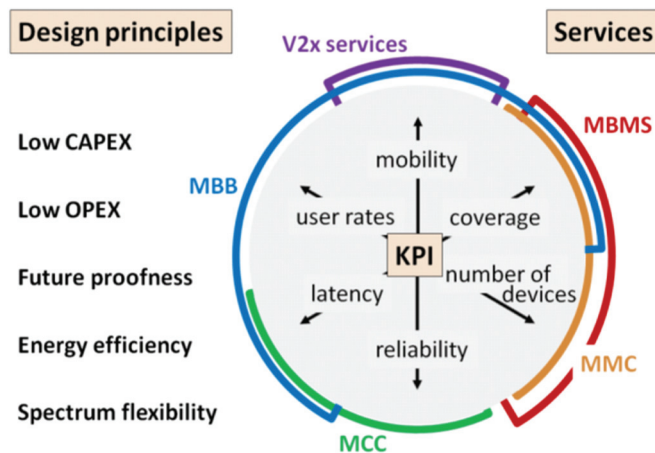 Design principles
Services
V2x services
MBMS
Low CAPEX
mobility
MBB
Low OPEX
user rates
coverage
KPI
Future proofness
latency
number of
devices
Energy efficiency
reliability
MMC
Spectrum flexibility
MCC